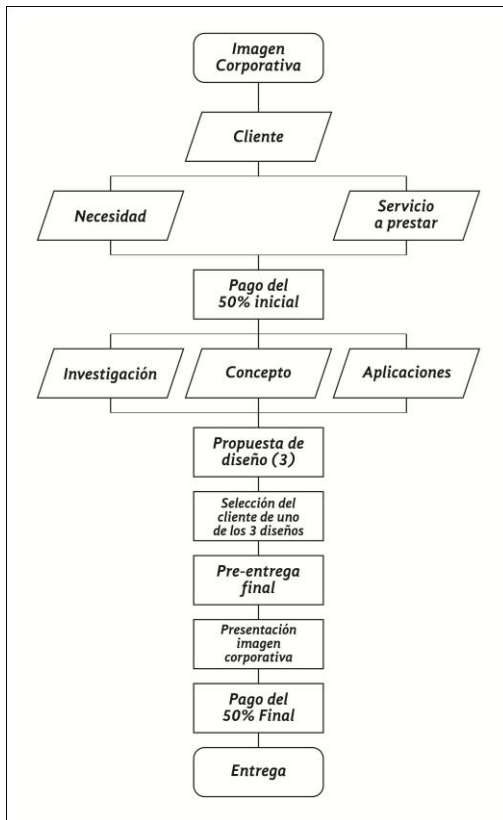 Imagen
Corporativa
Cliente
Necesidad
Servicio
a prestar
Pago del
50% inicial
Investigación
Concepto
Aplicaciones
Propuesta de
diseño (3)
Selección del
cliente de uno
de los 3 diseños
Pre-entrega
final
Presentación
imagen
corporativa
Pago del
50% Final
Entrega